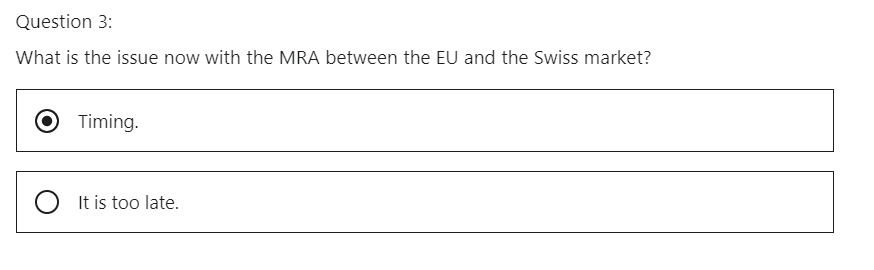 Question 3:
What is the issue now with the MRA between the EU and the Swiss market?
Timing.
It is too late.